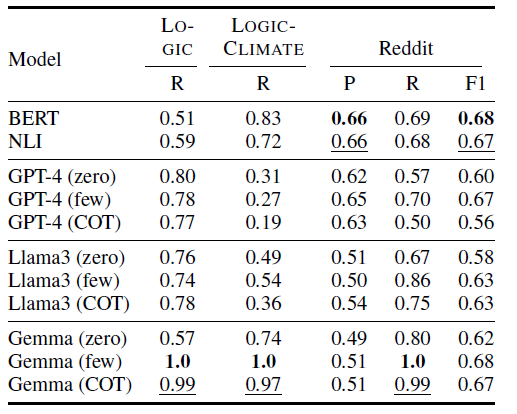 Model LO- LOGIC- Reddit
GIC CLIMATE
R R P R F1
BERT 0.51 0.83 0.66 0.69 0.68
NLI 0.59 0.72 0.66 0.68 0.67
GPT-4 (zero) 0.80 0.31 0.62 0.57 0.60
GPT-4 (few) 0.78 0.27 0.65 0.70 0.67
GPT-4 (COT) 0.77 0.19 0.63 0.50 0.56
Llama3 (zero) 0.76 0.49 0.51 0.67 0.58
Llama3 (few) 0.74 0.54 0.50 0.86 0.63
Llama3 (COT) 0.78 0.36 0.54 0.75 0.63
Gemma (zero) 0.57 0.74 0.49 0.80 0.62
Gemma (few) 1.0 1.0 0.51 1.0 0.68
Gemma (COT) 0.99 0.97 0.51 0.99 0.67